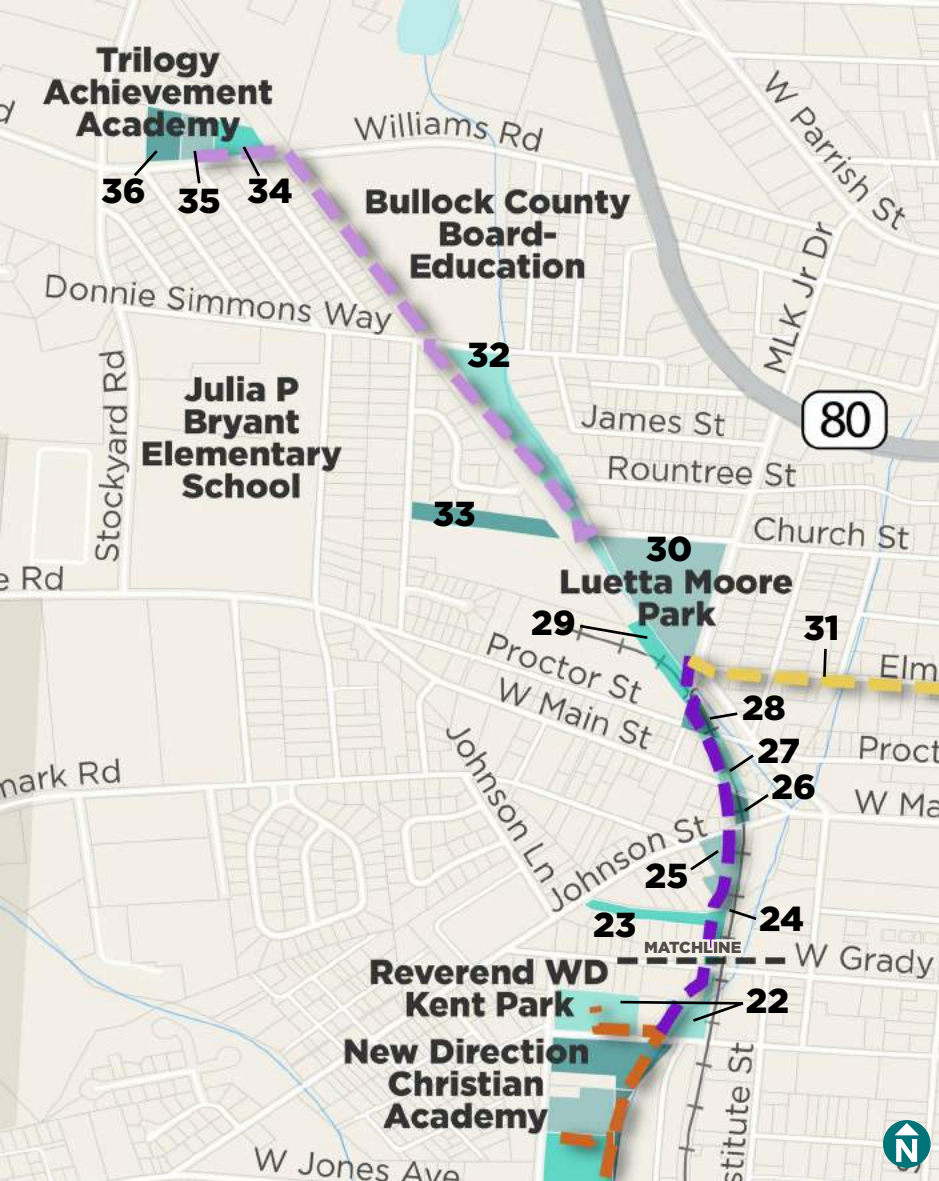 Trilogy
Achievement
Academy
d
Williams Rd
W Parrish St
36
35
34
Bullock County
Board-
Education
MLK Jr Dr
Donnie Simmons Way
32
Stockyard Rd
Julia P
Bryant
Elementary
School
80
James St
Rountree St
33
Church St
30
e Rd
Luetta Moore
Park
29
31
Proctor St
Elm
W Main St
28
27
Proct
Johnson Ln
mark Rd
26
W Ma
Johnson St
25
23
24
MATCHLINE
W Grady
Reverend WD
Kent Park
22
New Direction
Christian
Academy
stitute St
N
S
W Jones Ave